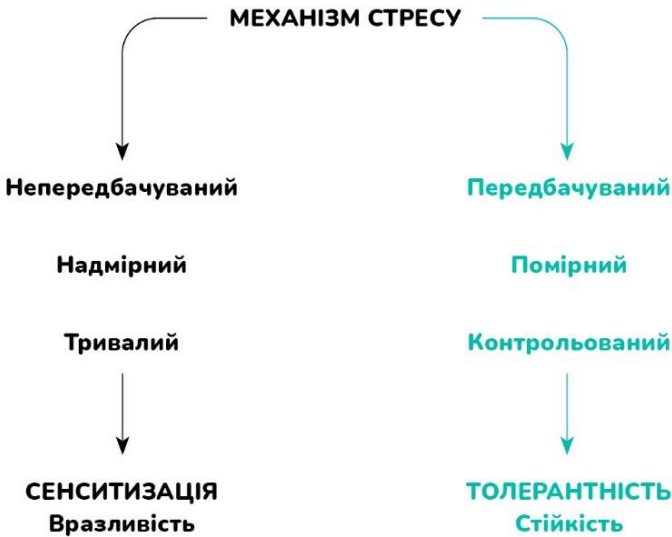 МЕХАНІЗМ СТРЕСУ
Непередбачуваний
Надмірний
Тривалий
СЕНСИТИЗАЦІЯ
Вразливість
Передбачуваний
Помірний
Контрольований
ТОЛЕРАНТНІСТЬ
Стійкість